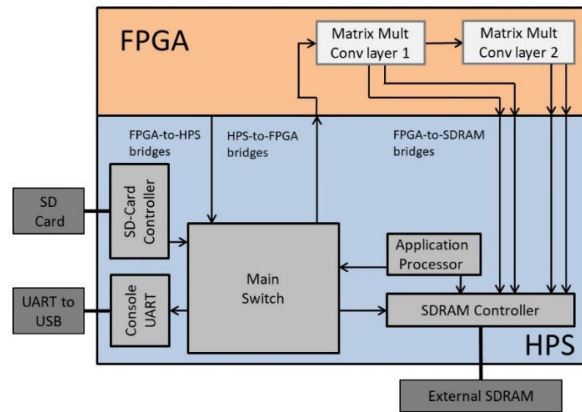 FPGA
Matrix Mult
Conv layer 1
Matrix Mult
Conv layer 2
FPGA-to-HPS
bridges
HPS-to-FPGA
bridges
FPGA-to-SDRAM
bridges
SD
Card
SD-Card
Controller
Main
Switch
Application
Processor
UART to
USB
Console
UART
SDRAM Controller
HPS
External SDRAM